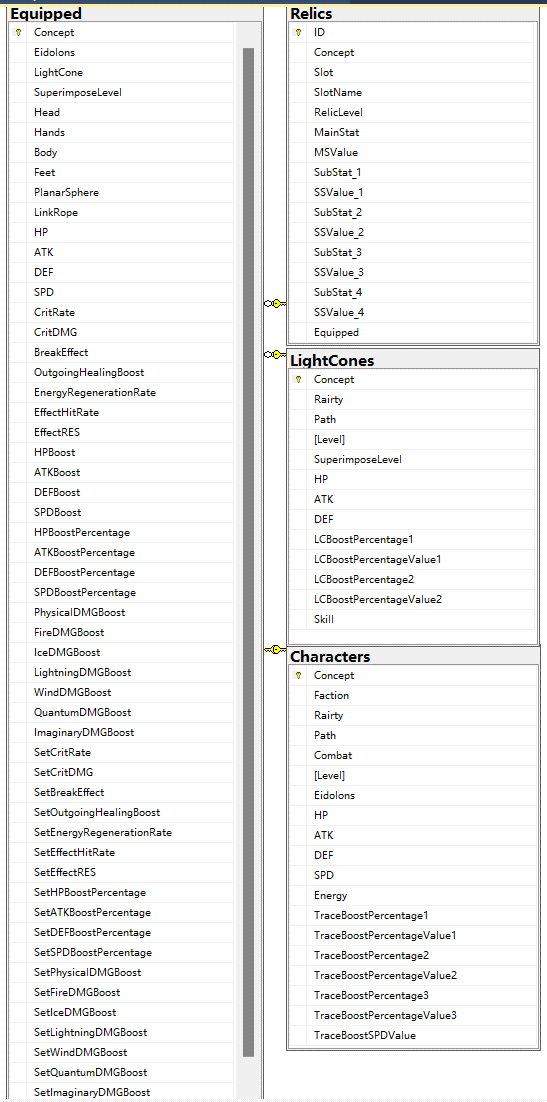 Equipped
Concept
Eidolons
LightCone
SuperimposeLevel
Head
Hands
Body
Feet
PlanarSphere
LinkRope
HP
ATK
DEF
SPD
CritRate
CritDMG
BreakEffect
OutgoingHealingBoost
EnergyRegenerationRate
EffectHitRate
EffectRES
HPBoost
ATKBoost
DEFBoost
SPDBoost
HPBoostPercentage
ATKBoostPercentage
DEFBoostPercentage
SPDBoostPercentage
PhysicalDMGBoost
FireDMGBoost
IceDMGBoost
LightningDMGBoost
WindDMGBoost
QuantumDMGBoost
ImaginaryDMGBoost
SetCritRate
SetCritDMG
SetBreakEffect
SetOutgoingHealingBoost
SetEnergyRegenerationRate
SetEffectHitRate
SetEffectRES
SetHPBoostPercentage
SetATKBoostPercentage
SetDEFBoostPercentage
SetSPDBoostPercentage
SetPhysicalDMGBoost
SetFireDMGBoost
SetIceDMGBoost
SetLightningDMGBoost
SetWindDMGBoost
SetQuantumDMGBoost
SetImaginaryDMGBoost
Relics
ID
Concept
Slot
SlotName
RelicLevel
MainStat
MSValue
SubStat_1
SSValue_1
SubStat_2
SSValue_2
SubStat_3
SSValue_3
SubStat_4
SSValue_4
Equipped
LightCones
Concept
Rairty
Path
[Level]
SuperimposeLevel
HP
ATK
DEF
LCBoostPercentage1
LCBoostPercentageValue1
LCBoostPercentage2
LCBoostPercentageValue2
Skill
Characters
Concept
Faction
Rairty
Path
Combat
[Level]
Eidolons
HP
ATK
DEF
SPD
Energy
TraceBoostPercentage1
TraceBoostPercentageValue1
TraceBoostPercentage2
TraceBoostPercentageValue2
TraceBoostPercentage3
TraceBoostPercentageValue3
TraceBoostSPDValue